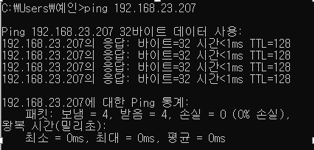 C:\Users\예인>ping 192.168.23.207
Ping 192.168.23.207 32바이트 데이터 사용:
192.168.23.207의 응답: 바이트=32 시간<1ms TTL=128
192.168.23.207의 응답: 바이트=32 시간<1ms TTL=128
192.168.23.207의 응답: 바이트=32 시간<1ms TTL=128
192.168.23.207의 응답: 바이트=32 시간<1ms TTL=128
192.168.23.207에 대한 Ping 통계:
패킷: 보냄 = 4, 받음 = 4, 손실 = 0 (0% 손실),
왕복 시간(밀리초):
최소 = 0ms, 최대 = 0ms, 평균 = 0ms